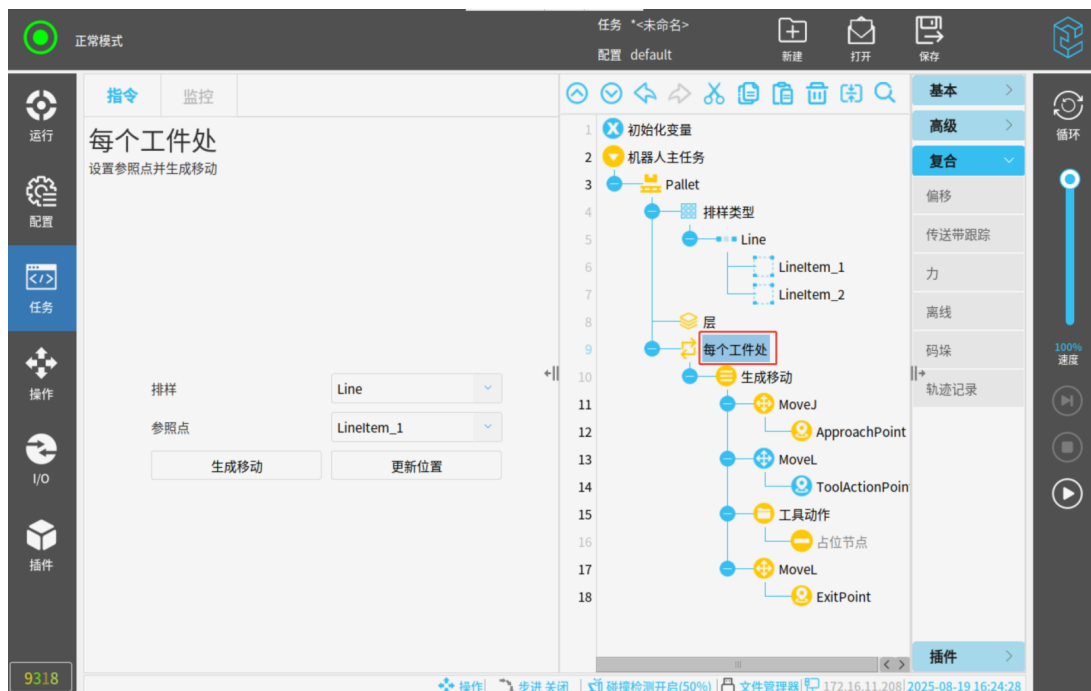 正常模式
任务 *<未命名>
配置 default
新建
打开
保存
运行
配置
任务
操作
I/O
插件
9318
指令
监控
每个工件处
设置参照点并生成移动
排样
Line
参照点
LineItem_1
生成移动
更新位置
1 初始化变量
2 机器人主任务
3 Pallet
4 排样类型
5 Line
6 LineItem_1
7 LineItem_2
8 层
9 每个工件处
10 生成移动
11 MoveJ
12 ApproachPoint
13 MoveL
14 ToolActionPoin
15 工具动作
16 占位节点
17 MoveL
18 ExitPoint
基本
高级
复合
偏移
传送带跟踪
力
离线
码垛
轨迹记录
插件
循环
100%
速度
操作 步进 关闭 碰撞检测开启(50%) 文件管理器 172.16.11.208 2025-08-19 16:24:28